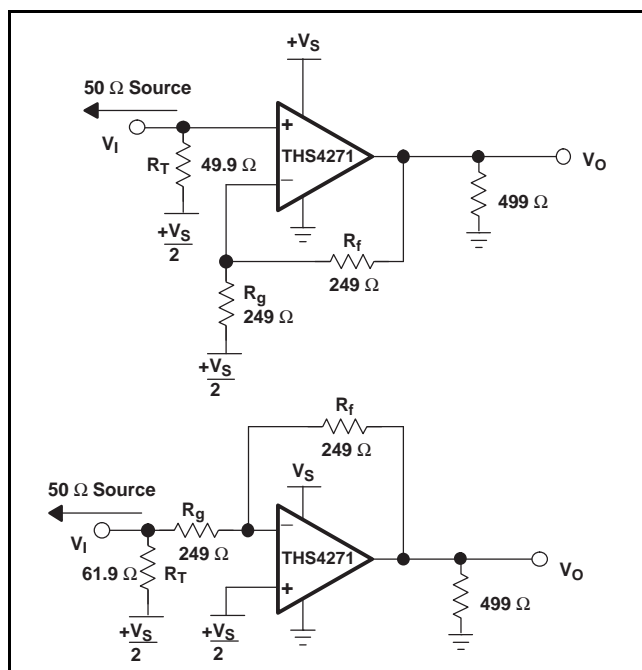 +VS
50 Ω Source
VI
+
THS4271
–
VO
RT
49.9 Ω
499 Ω
+VS
2
Rf
249 Ω
Rg
249 Ω
+VS
2
Rf
249 Ω
VS
50 Ω Source
Rg
VI
249 Ω
–
THS4271
+
VO
61.9 Ω
RT
499 Ω
+VS
2
+VS
2